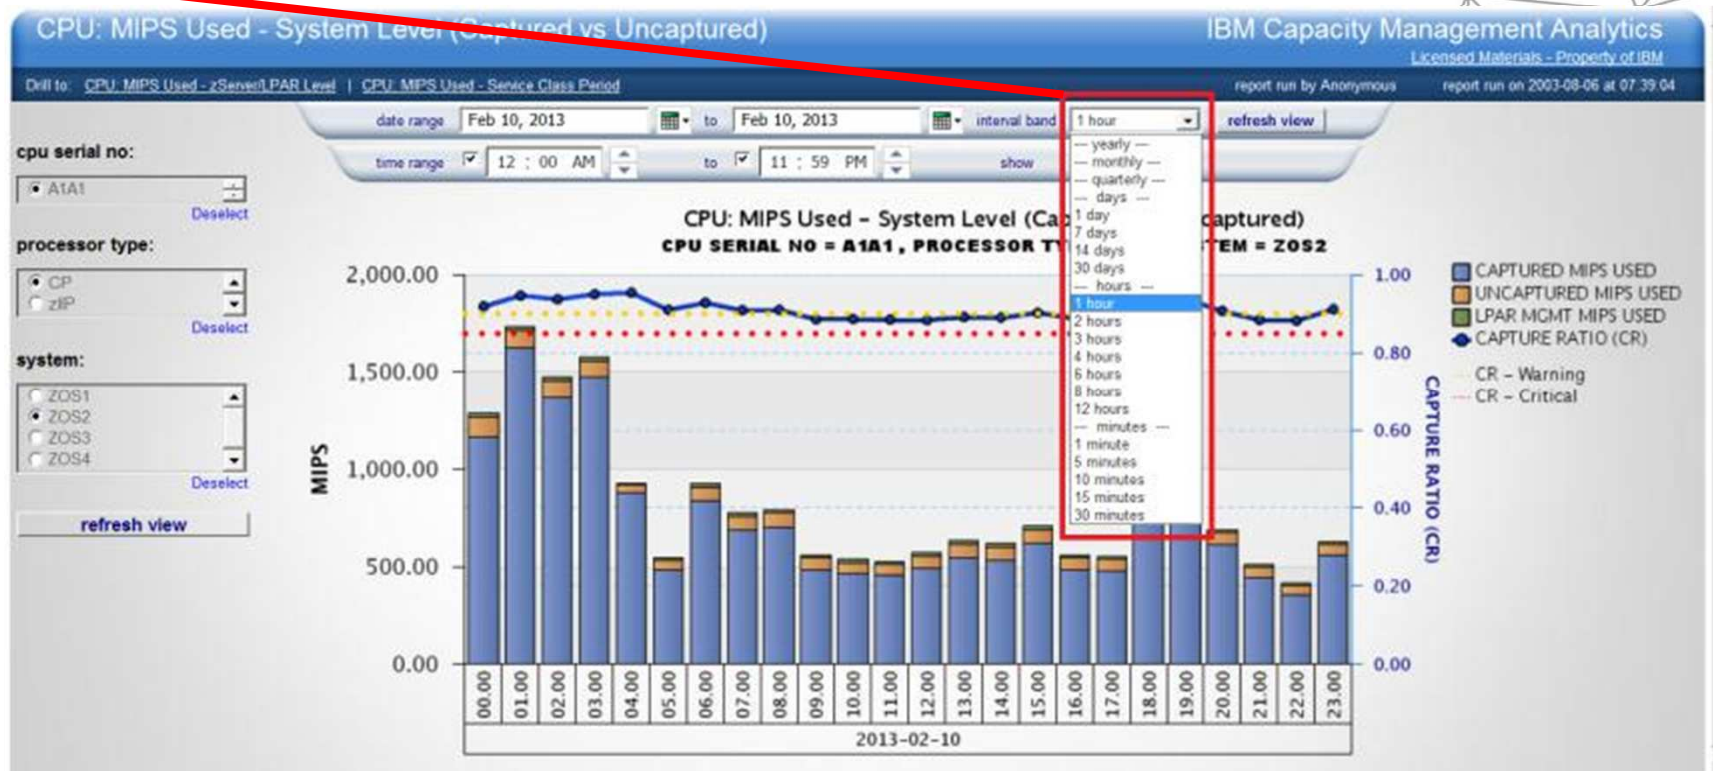 CPU: MIPS Used - System Level (Captured vs Uncaptured)
IBM Capacity Management Analytics
Licensed Materials - Property of IBM
Drill to: CPU: MIPS Used - zServer/LPAR Level | CPU: MIPS Used - Service Class Period
report run by Anonymous report run on 2003-08-06 at 07:39:04
date range Feb 10, 2013 to Feb 10, 2013 interval band 1 hour refresh view
time range 12 : 00 AM to 11 : 59 PM show
cpu serial no:
A1A1
Deselect
processor type:
CP
zIIP
Deselect
system:
ZOS1
ZOS2
ZOS3
ZOS4
Deselect
refresh view
--- yearly ---
--- monthly ---
--- quarterly ---
--- days ---
1 day
7 days
14 days
30 days
--- hours ---
1 hour
2 hours
3 hours
4 hours
6 hours
8 hours
12 hours
--- minutes ---
1 minute
5 minutes
10 minutes
15 minutes
30 minutes
CPU: MIPS Used - System Level (Ca ptured)
CPU SERIAL NO = A1A1, PROCESSOR TY TEM = ZOS2
2,000.00
1,500.00
1,000.00
500.00
0.00
MIPS
1.00
0.80
0.60
0.40
0.20
0.00
CAPTURE RATIO (CR)
CAPTURED MIPS USED
UNCAPTURED MIPS USED
LPAR MGMT MIPS USED
CAPTURE RATIO (CR)
CR - Warning
CR - Critical
00.00 01.00 02.00 03.00 04.00 05.00 06.00 07.00 08.00 09.00 10.00 11.00 12.00 13.00 14.00 15.00 16.00 17.00 18.00 19.00 20.00 21.00 22.00 23.00
2013-02-10